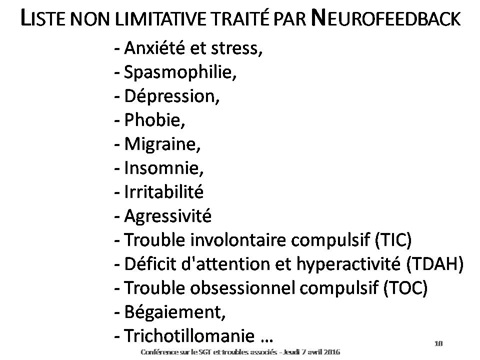 LISTE NON LIMITATIVE TRAITÉ PAR NEUROFEEDBACK
- Anxiété et stress,
- Spasmophilie,
- Dépression,
- Phobie,
- Migraine,
- Insomnie,
- Irritabilité
- Agressivité
- Trouble involontaire compulsif (TIC)
- Déficit d'attention et hyperactivité (TDAH)
- Trouble obsessionnel compulsif (TOC)
- Bégaiement,
- Trichotillomanie ...
Conférence sur le SGT et troubles associés - Jeudi 7 avril 2016
18